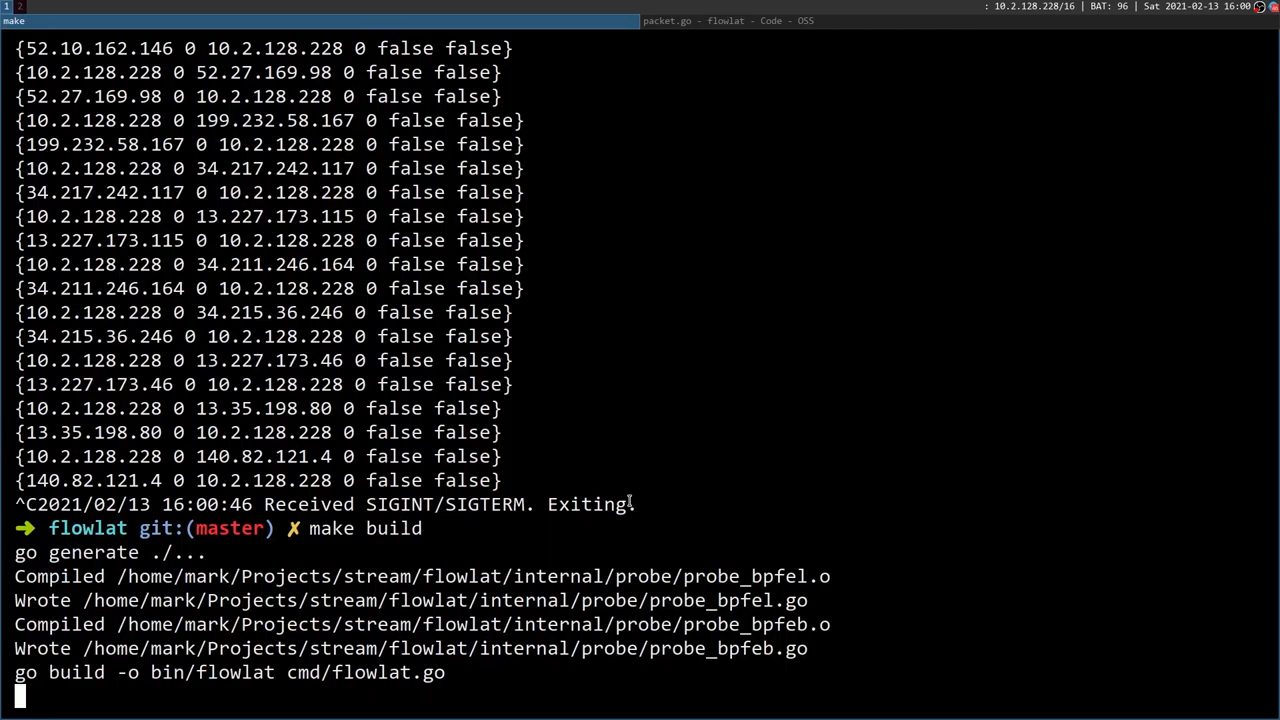 1 2 : 10.2.128.228/16 | BAT: 96 | Sat 2021-02-13 16:00
make packet.go - flowlat - Code - OSS
{52.10.162.146 0 10.2.128.228 0 false false}
{10.2.128.228 0 52.27.169.98 0 false false}
{52.27.169.98 0 10.2.128.228 0 false false}
{10.2.128.228 0 199.232.58.167 0 false false}
{199.232.58.167 0 10.2.128.228 0 false false}
{10.2.128.228 0 34.217.242.117 0 false false}
{34.217.242.117 0 10.2.128.228 0 false false}
{10.2.128.228 0 13.227.173.115 0 false false}
{13.227.173.115 0 10.2.128.228 0 false false}
{10.2.128.228 0 34.211.246.164 0 false false}
{34.211.246.164 0 10.2.128.228 0 false false}
{10.2.128.228 0 34.215.36.246 0 false false}
{34.215.36.246 0 10.2.128.228 0 false false}
{10.2.128.228 0 13.227.173.46 0 false false}
{13.227.173.46 0 10.2.128.228 0 false false}
{10.2.128.228 0 13.35.198.80 0 false false}
{13.35.198.80 0 10.2.128.228 0 false false}
{10.2.128.228 0 140.82.121.4 0 false false}
{140.82.121.4 0 10.2.128.228 0 false false}
^C2021/02/13 16:00:46 Received SIGINT/SIGTERM. Exiting.
➜ flowlat git:(master) ✗ make build
go generate ./...
Compiled /home/mark/Projects/stream/flowlat/internal/probe/probe_bpfel.o
Wrote /home/mark/Projects/stream/flowlat/internal/probe/probe_bpfel.go
Compiled /home/mark/Projects/stream/flowlat/internal/probe/probe_bpfeb.o
Wrote /home/mark/Projects/stream/flowlat/internal/probe/probe_bpfeb.go
go build -o bin/flowlat cmd/flowlat.go